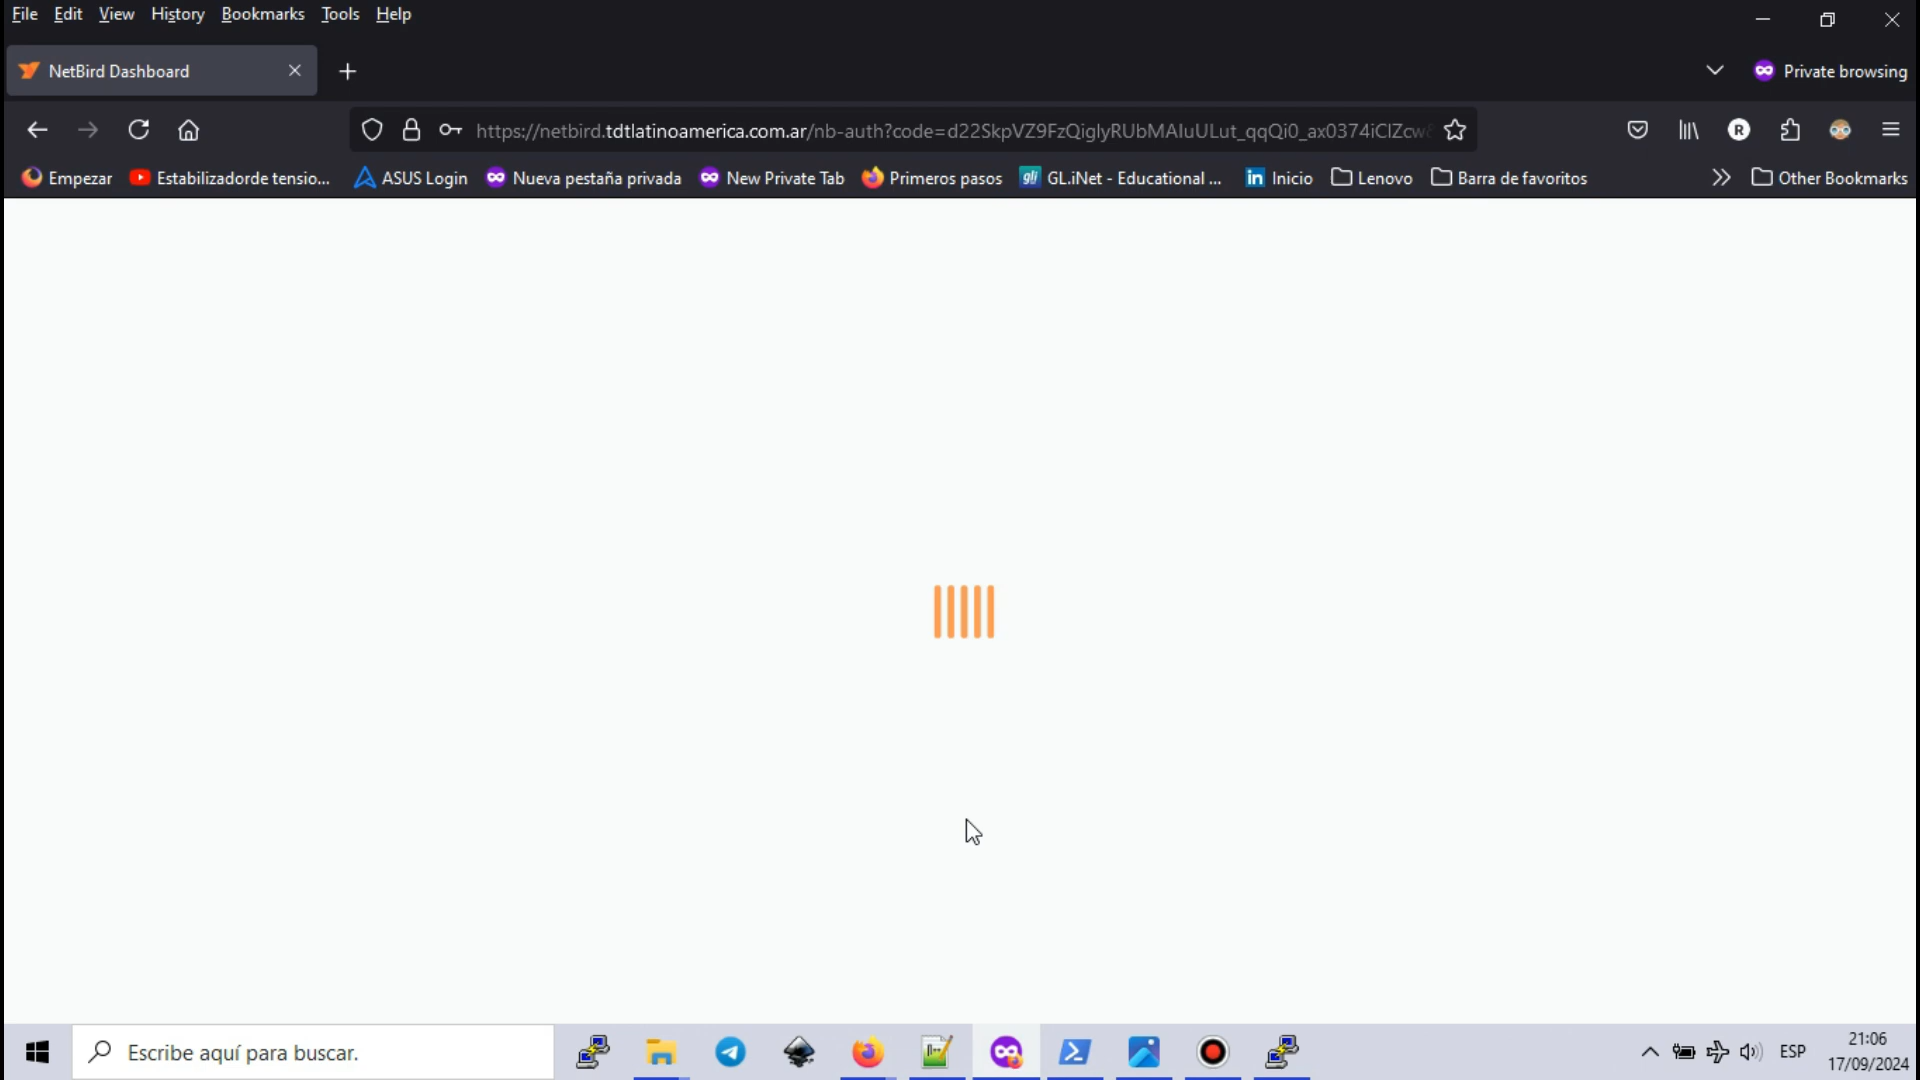 File Edit View History Bookmarks Tools Help
NetBird Dashboard
Private browsing
https://netbird.tdtlatinoamerica.com.ar/nb-auth?code=d22SkpVZ9FzQiglyRUbMAIuULut_qqQi0_ax0374iClZcw
Empezar Estabilizadorde tensio... ASUS Login Nueva pestaña privada New Private Tab Primeros pasos GL.iNet - Educational ... Inicio Lenovo Barra de favoritos Other Bookmarks
Escribe aquí para buscar.
ESP
21:06
17/09/2024